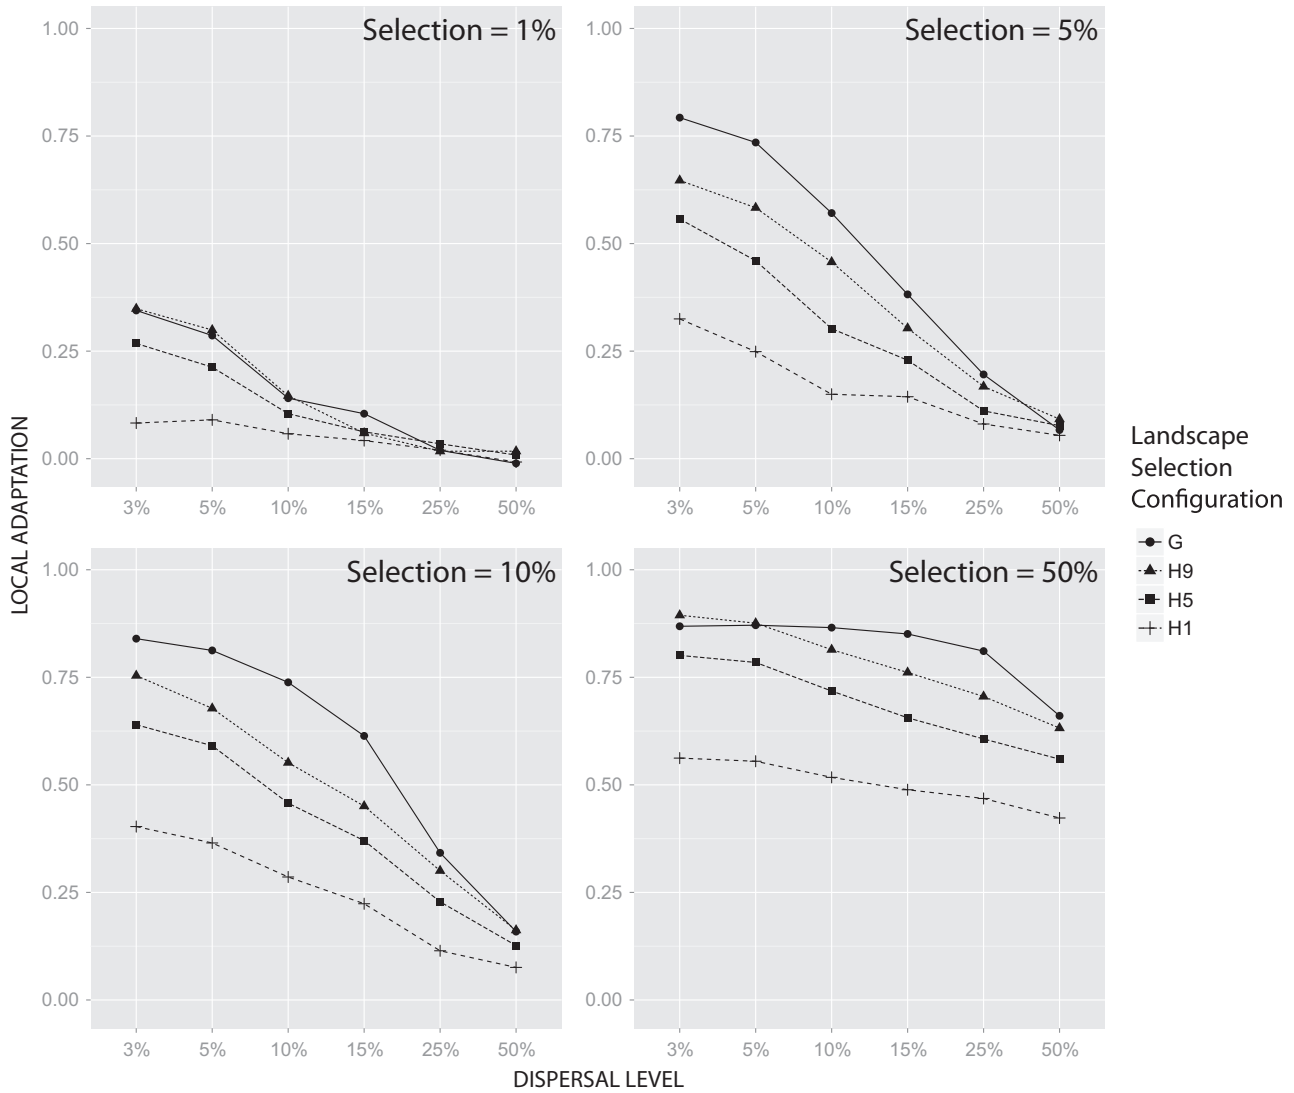 Selection = 1%
1.00
0.75
0.50
0.25
0.00
3% 5% 10% 15% 25% 50%
Selection = 5%
1.00
0.75
0.50
0.25
0.00
3% 5% 10% 15% 25% 50%
Selection = 10%
1.00
0.75
0.50
0.25
0.00
3% 5% 10% 15% 25% 50%
Selection = 50%
1.00
0.75
0.50
0.25
0.00
3% 5% 10% 15% 25% 50%
LOCAL ADAPTATION
DISPERSAL LEVEL
Landscape
Selection
Configuration
G
H9
H5
H1